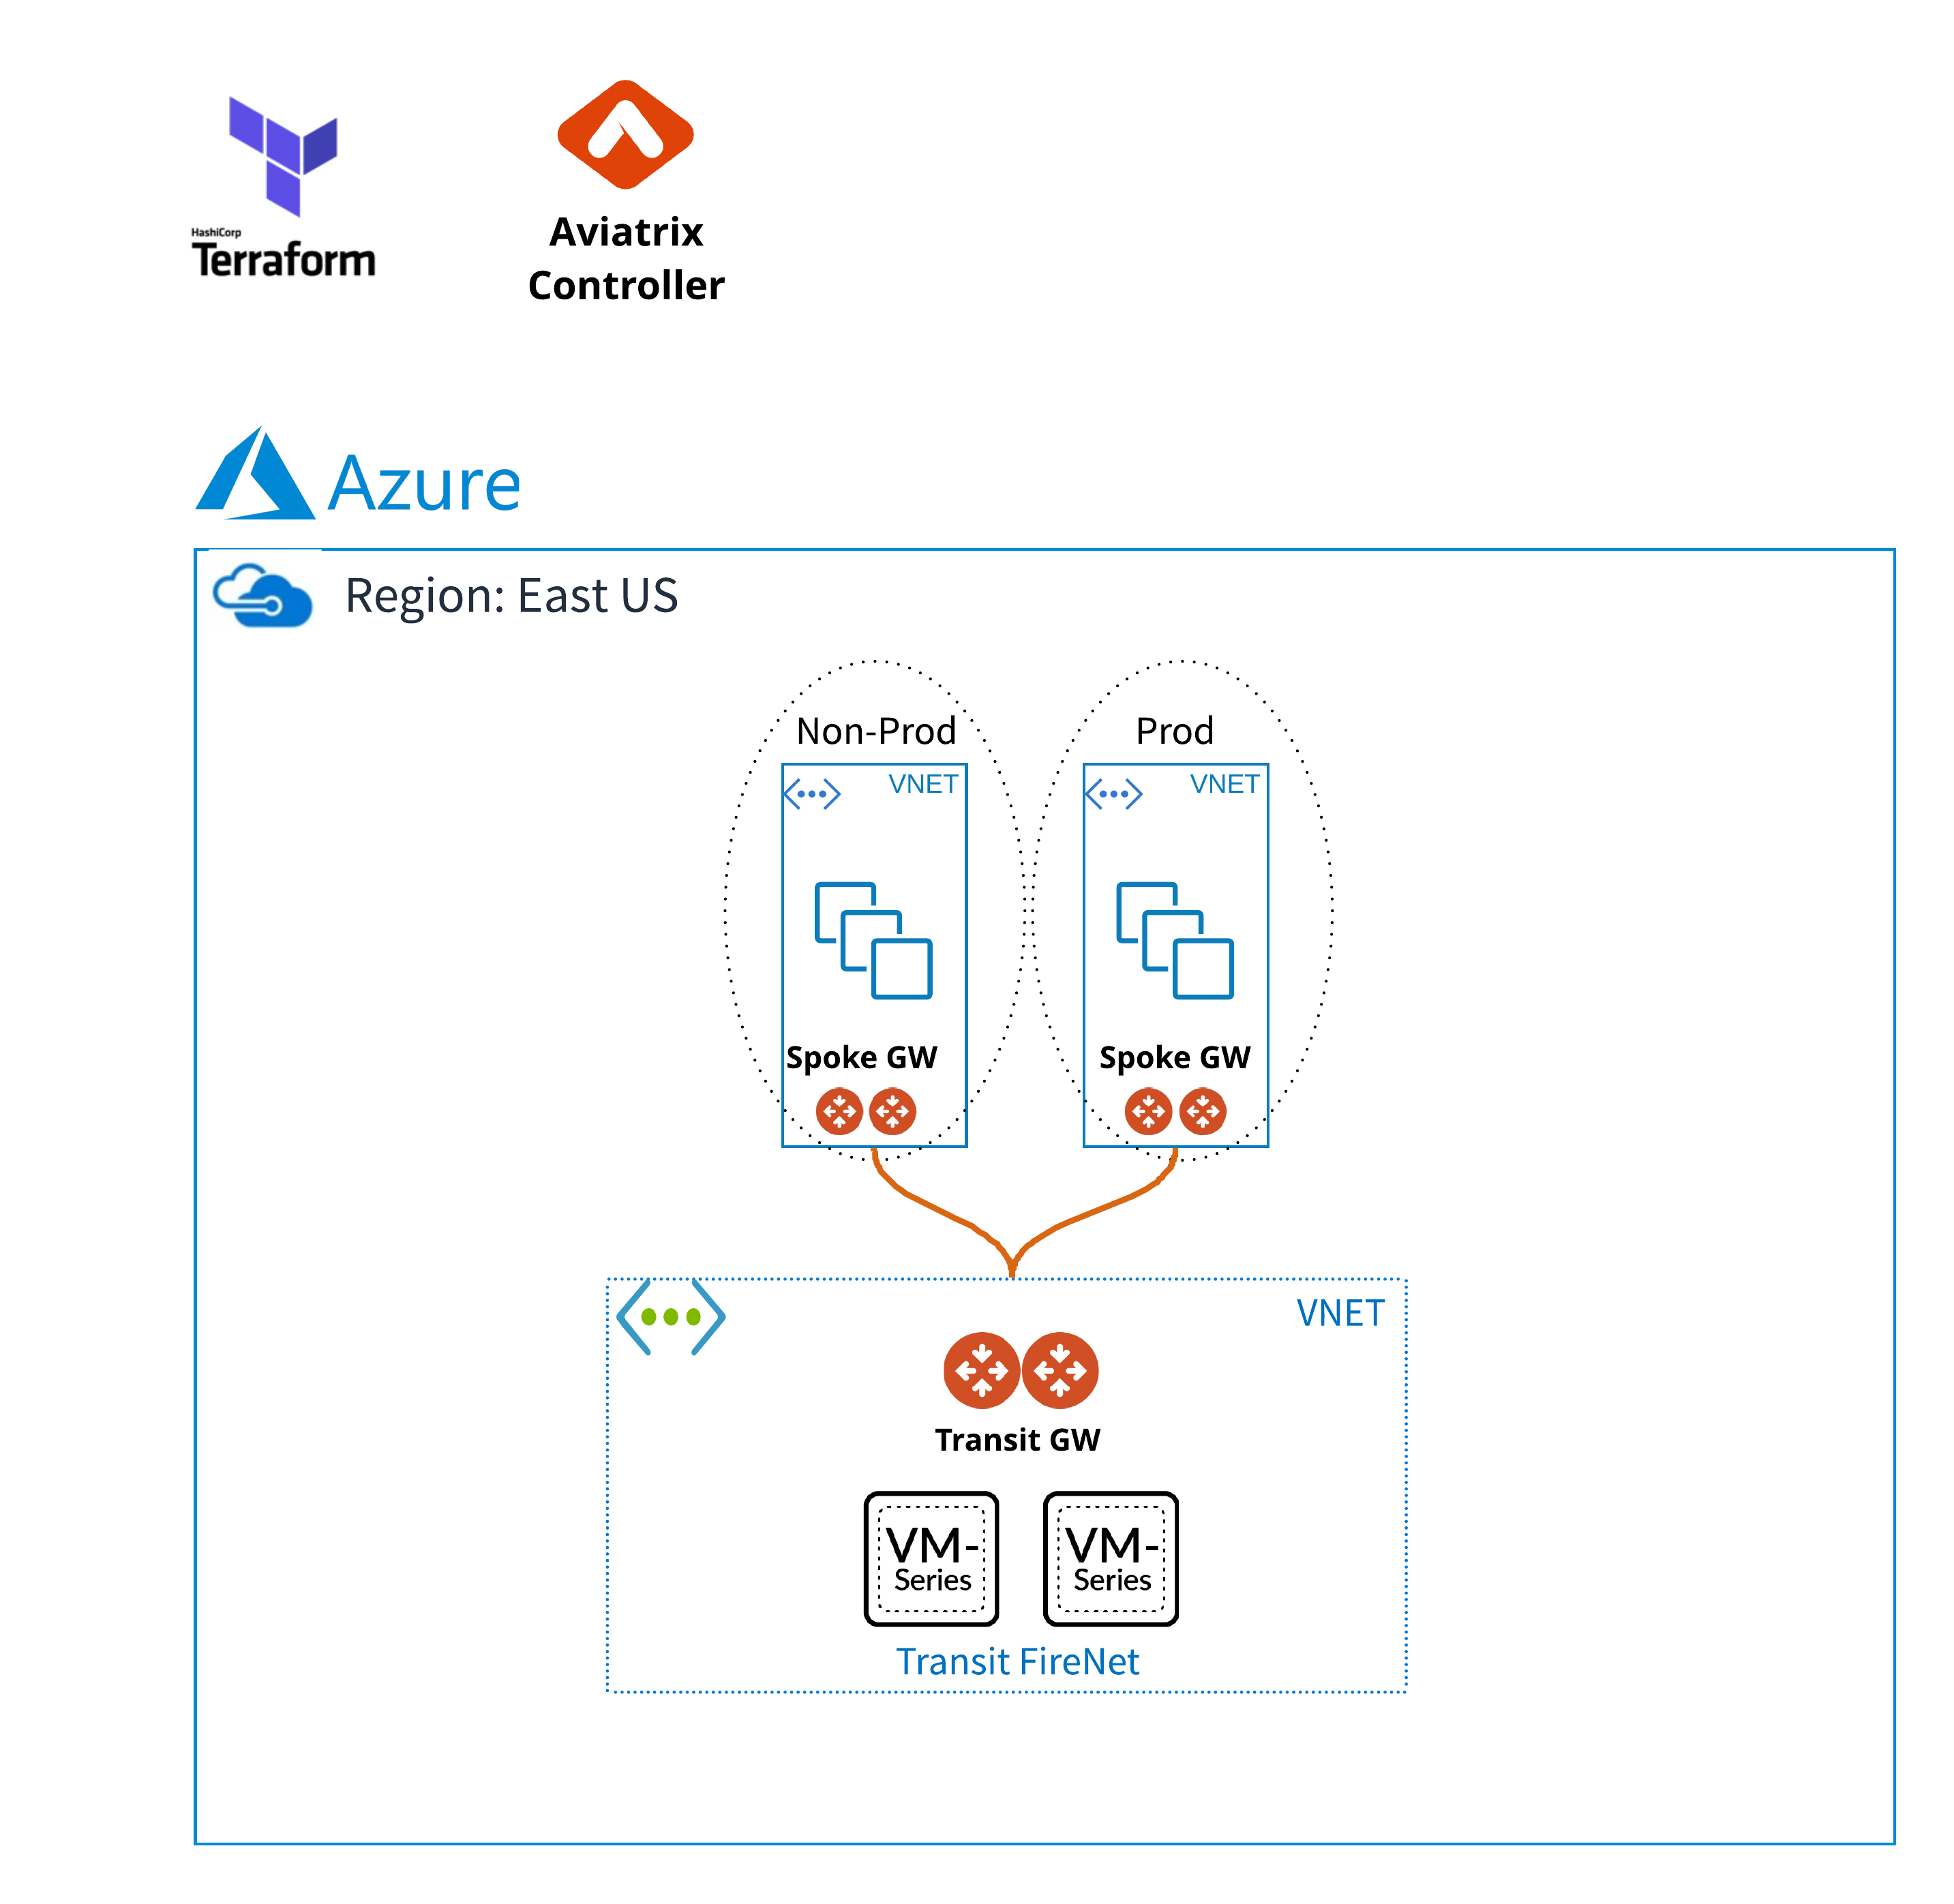 HashiCorp
Terraform
Aviatrix
Controller
Azure
Region: East US
Non-Prod
Prod
VNET
VNET
Spoke GW
Spoke GW
VNET
Transit GW
VM-
Series
VM-
Series
Transit FireNet